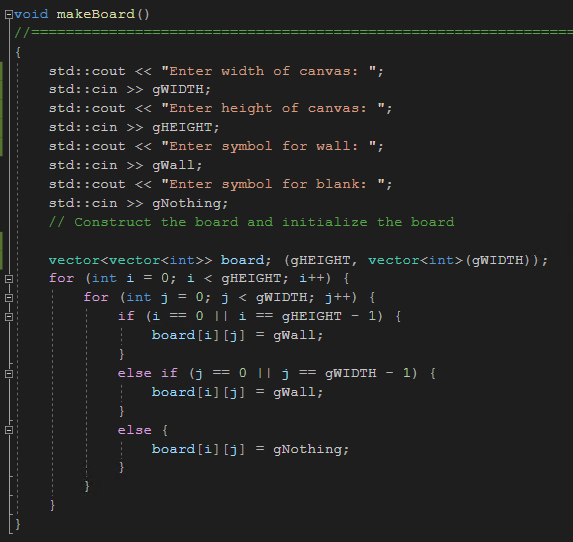 void makeBoard()
//================================================================
{
    std::cout << "Enter width of canvas: ";
    std::cin >> gWIDTH;
    std::cout << "Enter height of canvas: ";
    std::cin >> gHEIGHT;
    std::cout << "Enter symbol for wall: ";
    std::cin >> gWall;
    std::cout << "Enter symbol for blank: ";
    std::cin >> gNothing;
    // Construct the board and initialize the board
    vector<vector<int>> board; (gHEIGHT, vector<int>(gWIDTH));
    for (int i = 0; i < gHEIGHT; i++) {
        for (int j = 0; j < gWIDTH; j++) {
            if (i == 0 || i == gHEIGHT - 1) {
                board[i][j] = gWall;
            }
            else if (j == 0 || j == gWIDTH - 1) {
                board[i][j] = gWall;
            }
            else {
                board[i][j] = gNothing;
            }
        }
    }
}